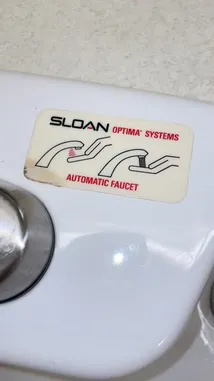 SLOAN OPTIMA® SYSTEMS
AUTOMATIC FAUCET